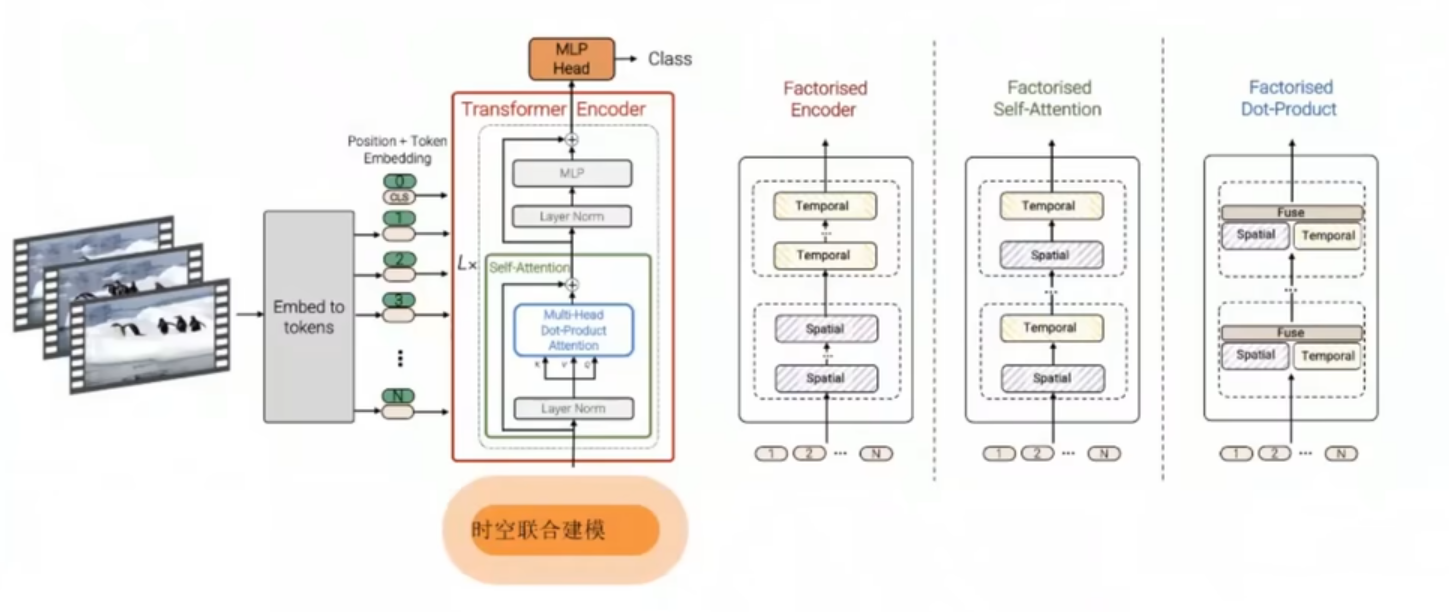 MLP
Head
Class
Transformer Encoder
Position + Token
Embedding
0
CLS
1
2
3
N
Embed to
tokens
L×
MLP
Layer Norm
Self-Attention
Multi-Head
Dot-Product
Attention
K V Q
Layer Norm
时空联合建模
Factorised
Encoder
Temporal
...
Temporal
Spatial
...
Spatial
1 2 ... N
Factorised
Self-Attention
Temporal
Spatial
...
Temporal
Spatial
1 2 ... N
Factorised
Dot-Product
Fuse
Spatial Temporal
...
Fuse
Spatial Temporal
1 2 ... N